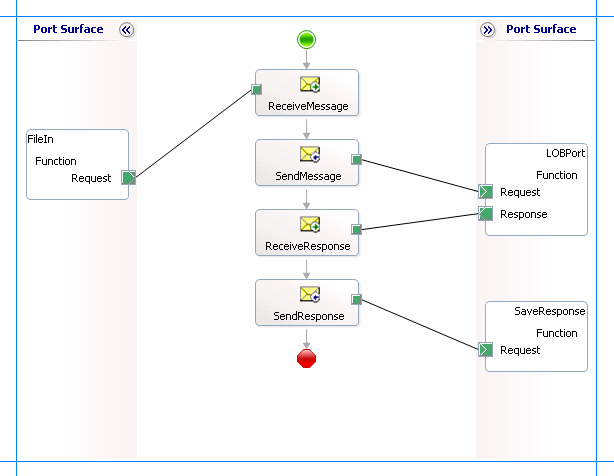 Port Surface
Port Surface
ReceiveMessage
FileIn
Function
Request
SendMessage
LOBPort
Function
Request
Response
ReceiveResponse
SendResponse
SaveResponse
Function
Request